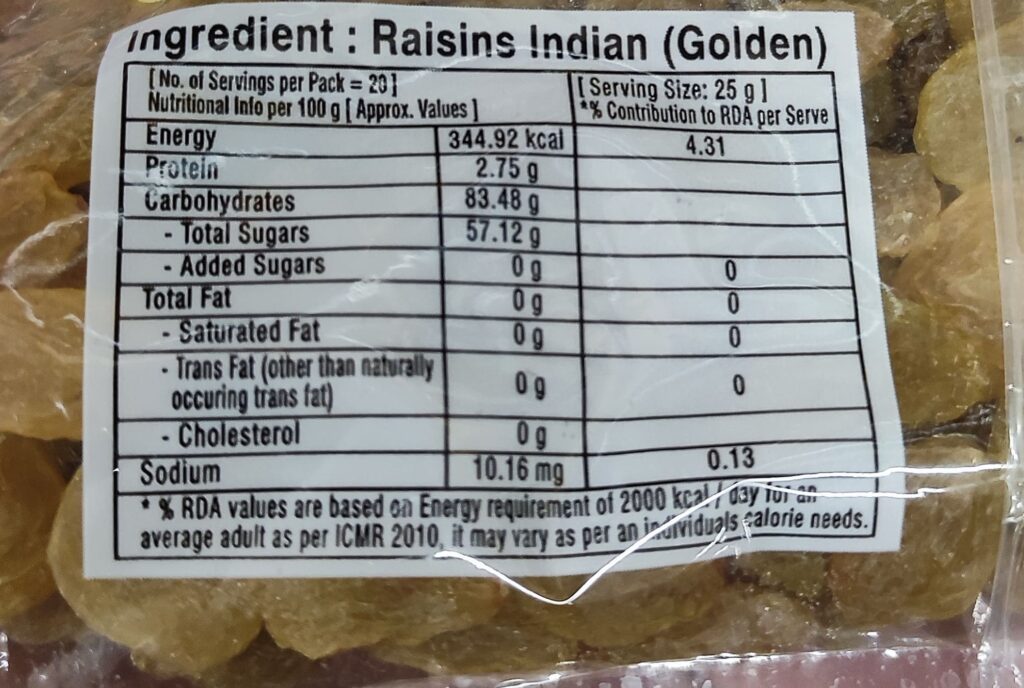 Ingredient : Raisins Indian (Golden)
[ No. of Servings per Pack = 20 ]
Nutritional Info per 100 g [ Approx. Values ]
[ Serving Size: 25 g ]
*% Contribution to RDA per Serve
Energy 344.92 kcal 4.31
Protein 2.75 g
Carbohydrates 83.48 g
- Total Sugars 57.12 g
- Added Sugars 0 g 0
Total Fat 0 g 0
- Saturated Fat 0 g 0
- Trans Fat (other than naturally
occuring trans fat) 0 g 0
- Cholesterol 0 g
Sodium 10.16 mg 0.13
* % RDA values are based on Energy requirement of 2000 kcal / day for an
average adult as per ICMR 2010, it may vary as per an individuals calorie needs.